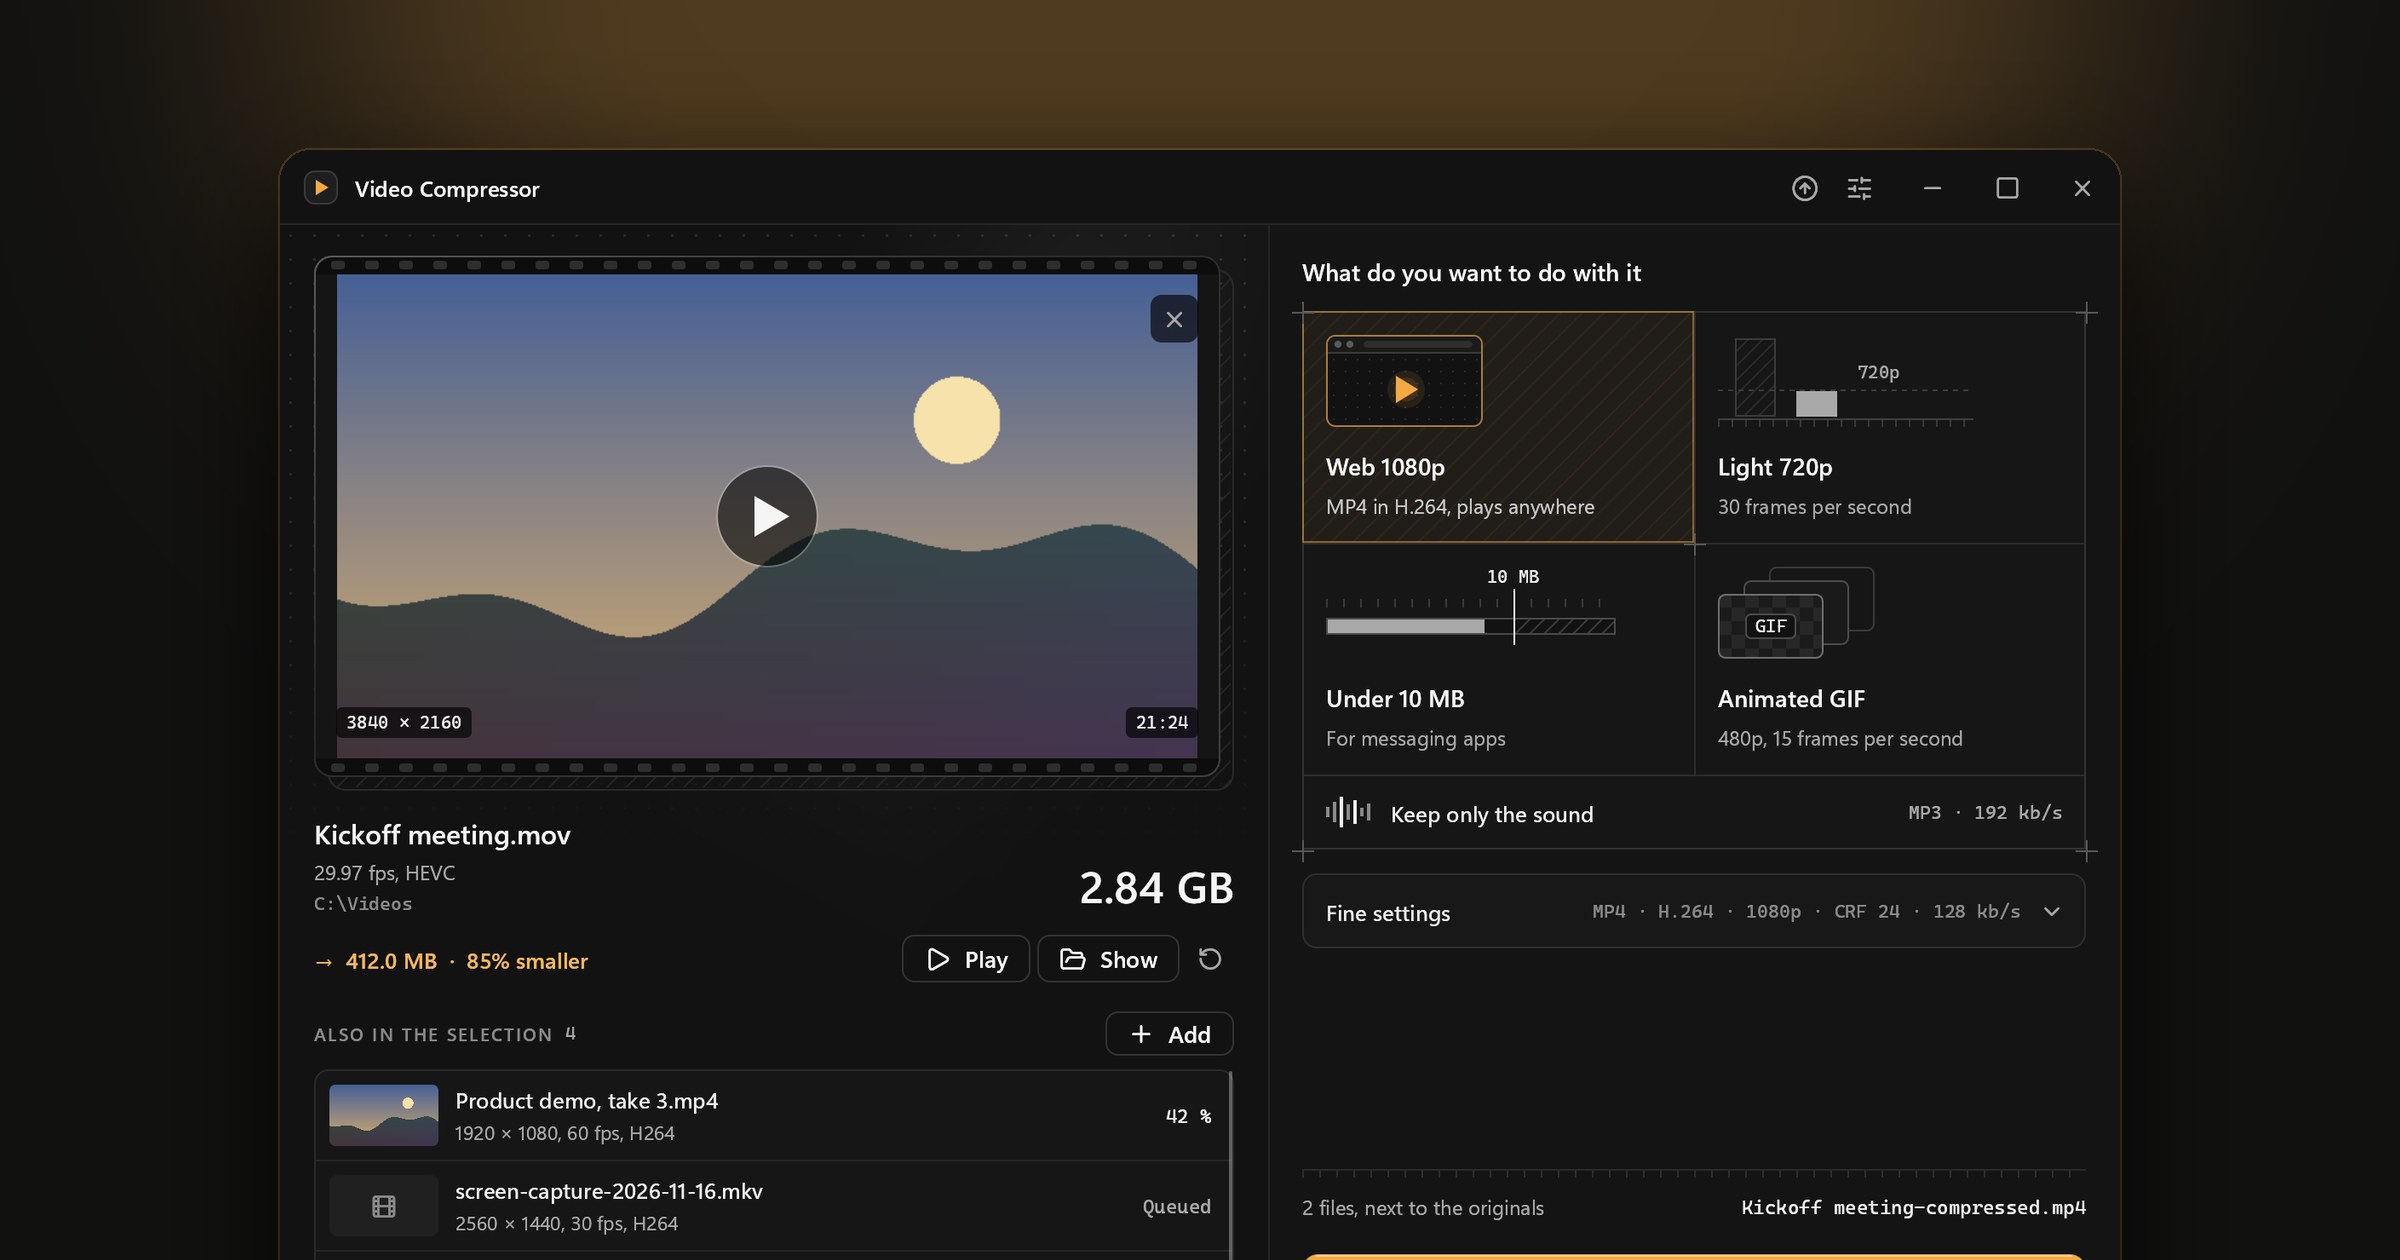 Video Compressor
3840 × 2160
21:24
Kickoff meeting.mov
29.97 fps, HEVC
C:\Videos
2.84 GB
→ 412.0 MB · 85% smaller
Play
Show
ALSO IN THE SELECTION 4
Add
Product demo, take 3.mp4
1920 × 1080, 60 fps, H264
42 %
screen-capture-2026-11-16.mkv
2560 × 1440, 30 fps, H264
Queued
What do you want to do with it
Web 1080p
MP4 in H.264, plays anywhere
720p
Light 720p
30 frames per second
10 MB
Under 10 MB
For messaging apps
GIF
Animated GIF
480p, 15 frames per second
Keep only the sound
MP3 · 192 kb/s
Fine settings
MP4 · H.264 · 1080p · CRF 24 · 128 kb/s
2 files, next to the originals
Kickoff meeting-compressed.mp4